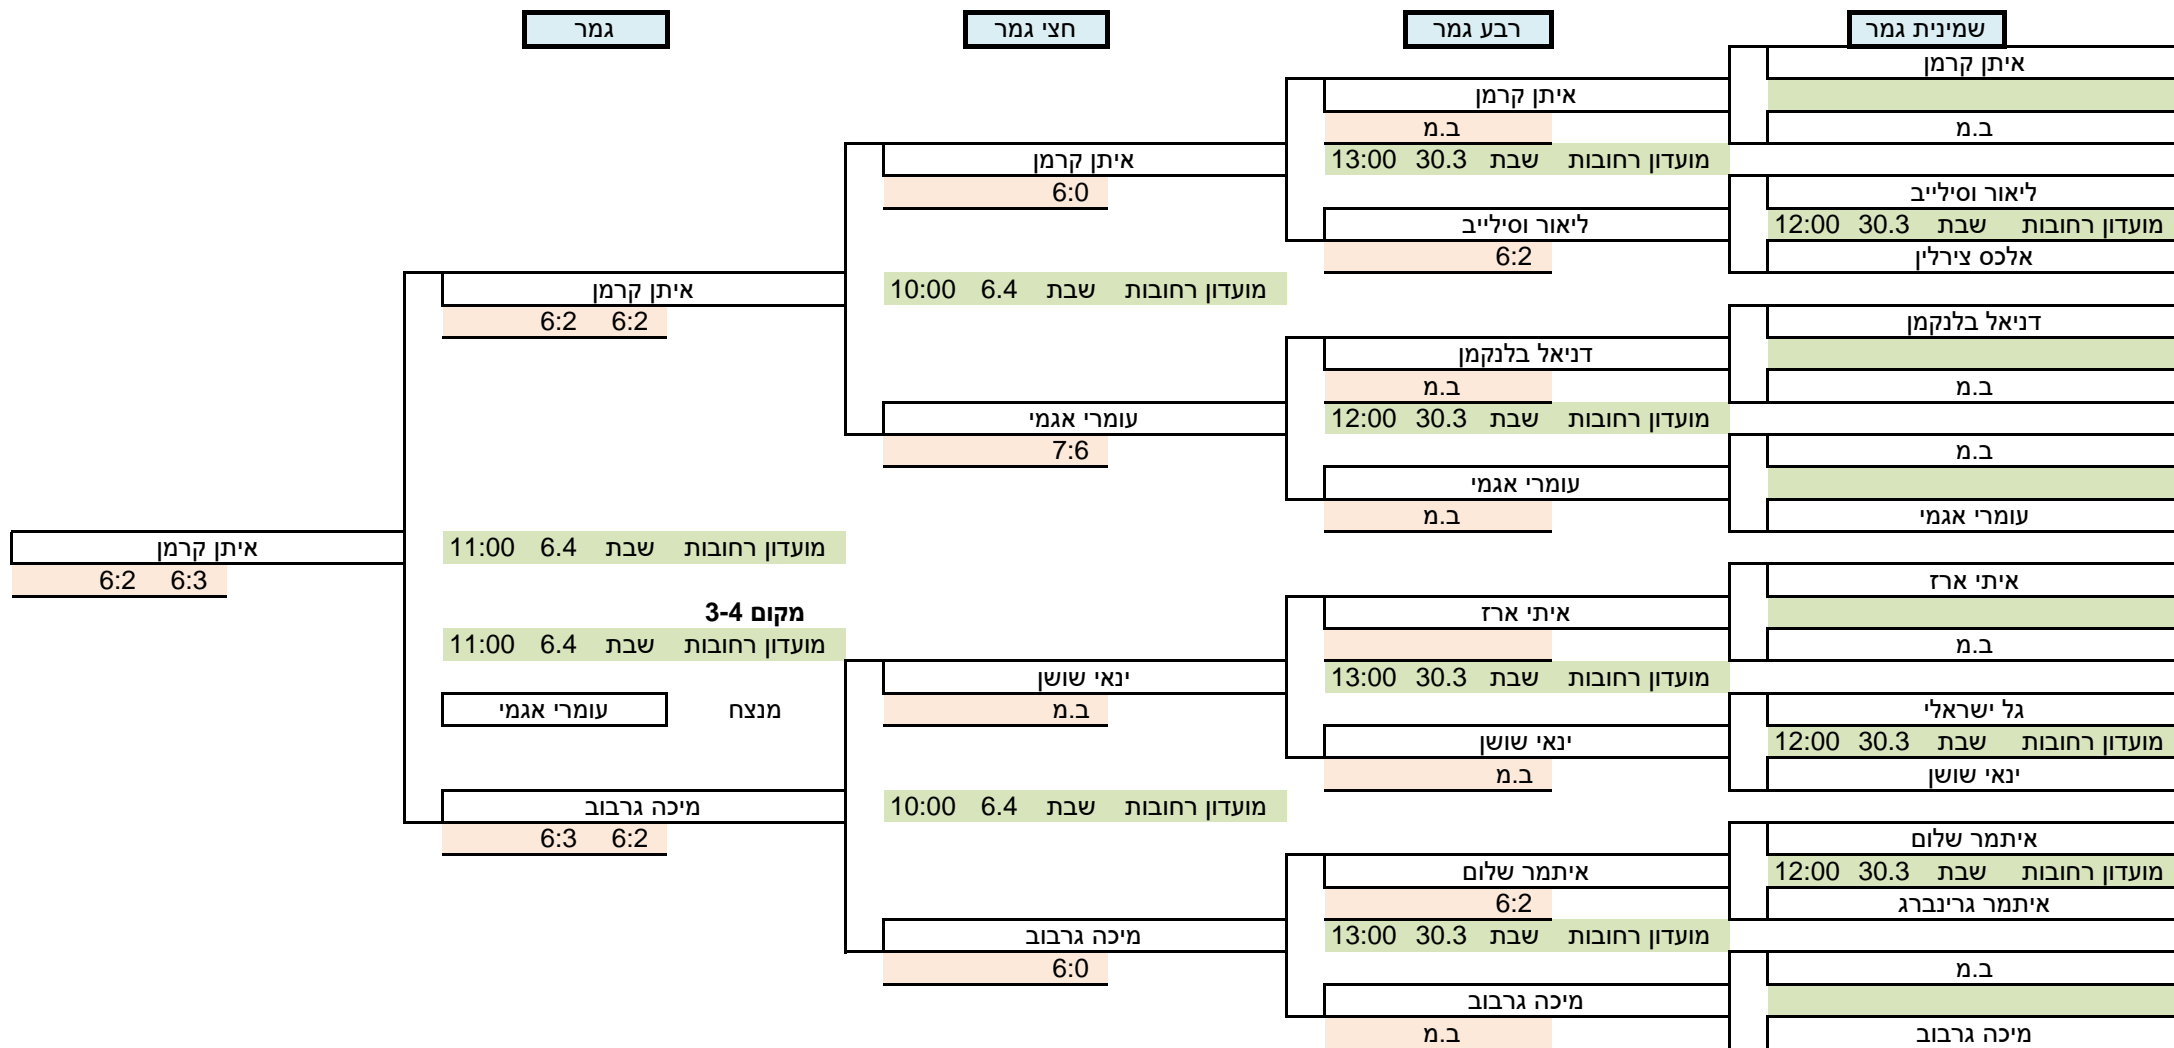 שמינית גמר
רבע גמר
חצי גמר
גמר
איתן קרמן
ב.מ
ליאור וסילייב
מועדון רחובות שבת 30.3 12:00
אלכס צירלין
דניאל בלנקמן
ב.מ
ב.מ
עומרי אגמי
איתי ארז
ב.מ
גל ישראלי
מועדון רחובות שבת 30.3 12:00
ינאי שושן
איתמר שלום
מועדון רחובות שבת 30.3 12:00
איתמר גרינברג
ב.מ
מיכה גרבוב
איתן קרמן
ב.מ
מועדון רחובות שבת 30.3 13:00
ליאור וסילייב
6:2
דניאל בלנקמן
ב.מ
מועדון רחובות שבת 30.3 12:00
עומרי אגמי
ב.מ
איתי ארז
מועדון רחובות שבת 30.3 13:00
ינאי שושן
ב.מ
איתמר שלום
6:2
מועדון רחובות שבת 30.3 13:00
מיכה גרבוב
ב.מ
איתן קרמן
6:0
מועדון רחובות שבת 6.4 10:00
עומרי אגמי
7:6
ינאי שושן
ב.מ
מועדון רחובות שבת 6.4 10:00
מיכה גרבוב
6:0
איתן קרמן
6:2 6:2
מועדון רחובות שבת 6.4 11:00
מקום 3-4
מועדון רחובות שבת 6.4 11:00
מנצח עומרי אגמי
מיכה גרבוב
6:3 6:2
איתן קרמן
6:2 6:3